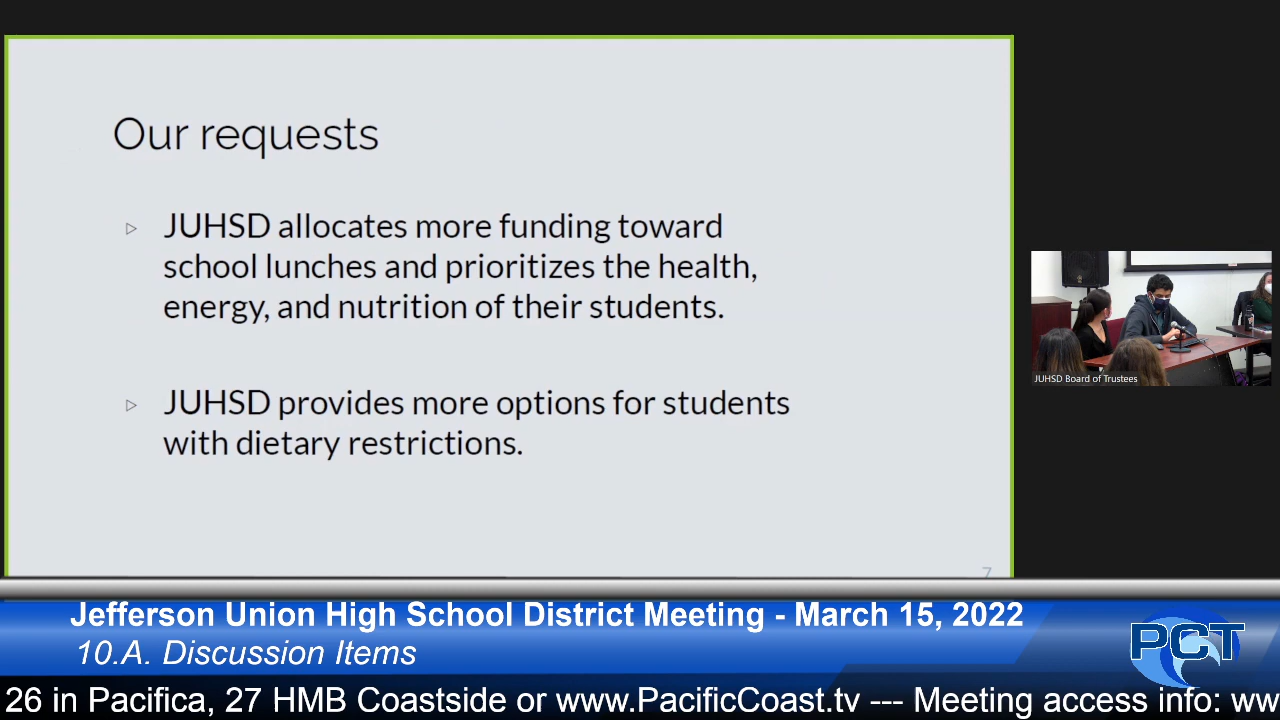 Our requests
JUHSD allocates more funding toward
school lunches and prioritizes the health,
energy, and nutrition of their students.
JUHSD provides more options for students
with dietary restrictions.
7
JUHSD Board of Trustees
Jefferson Union High School District Meeting - March 15, 2022
10.A. Discussion Items
PCT
26 in Pacifica, 27 HMB Coastside or www.PacificCoast.tv --- Meeting access info: ww